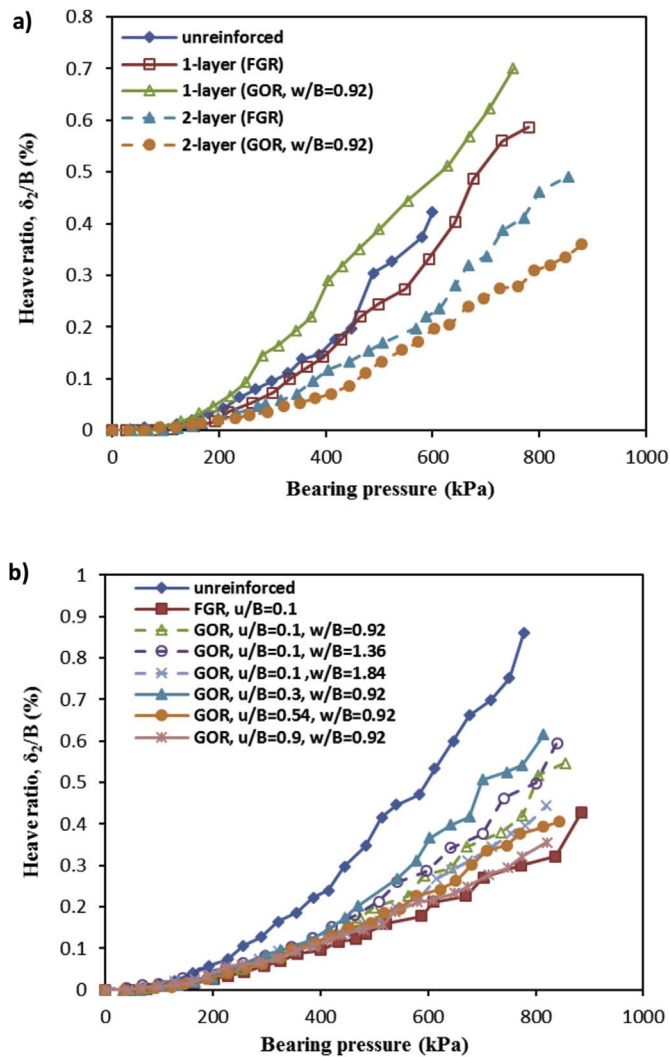 a)
0.8
0.7
0.6
0.5
0.4
0.3
0.2
0.1
0
Heave ratio, δ₂/B (%)
unreinforced
1-layer (FGR)
1-layer (GOR, w/B=0.92)
2-layer (FGR)
2-layer (GOR, w/B=0.92)
0 200 400 600 800 1000
Bearing pressure (kPa)
b)
1
0.9
0.8
0.7
0.6
0.5
0.4
0.3
0.2
0.1
0
Heave ratio, δ₂/B (%)
unreinforced
FGR, u/B=0.1
GOR, u/B=0.1, w/B=0.92
GOR, u/B=0.1, w/B=1.36
GOR, u/B=0.1 ,w/B=1.84
GOR, u/B=0.3, w/B=0.92
GOR, u/B=0.54, w/B=0.92
GOR, u/B=0.9, w/B=0.92
0 200 400 600 800 1000
Bearing pressure (kPa)